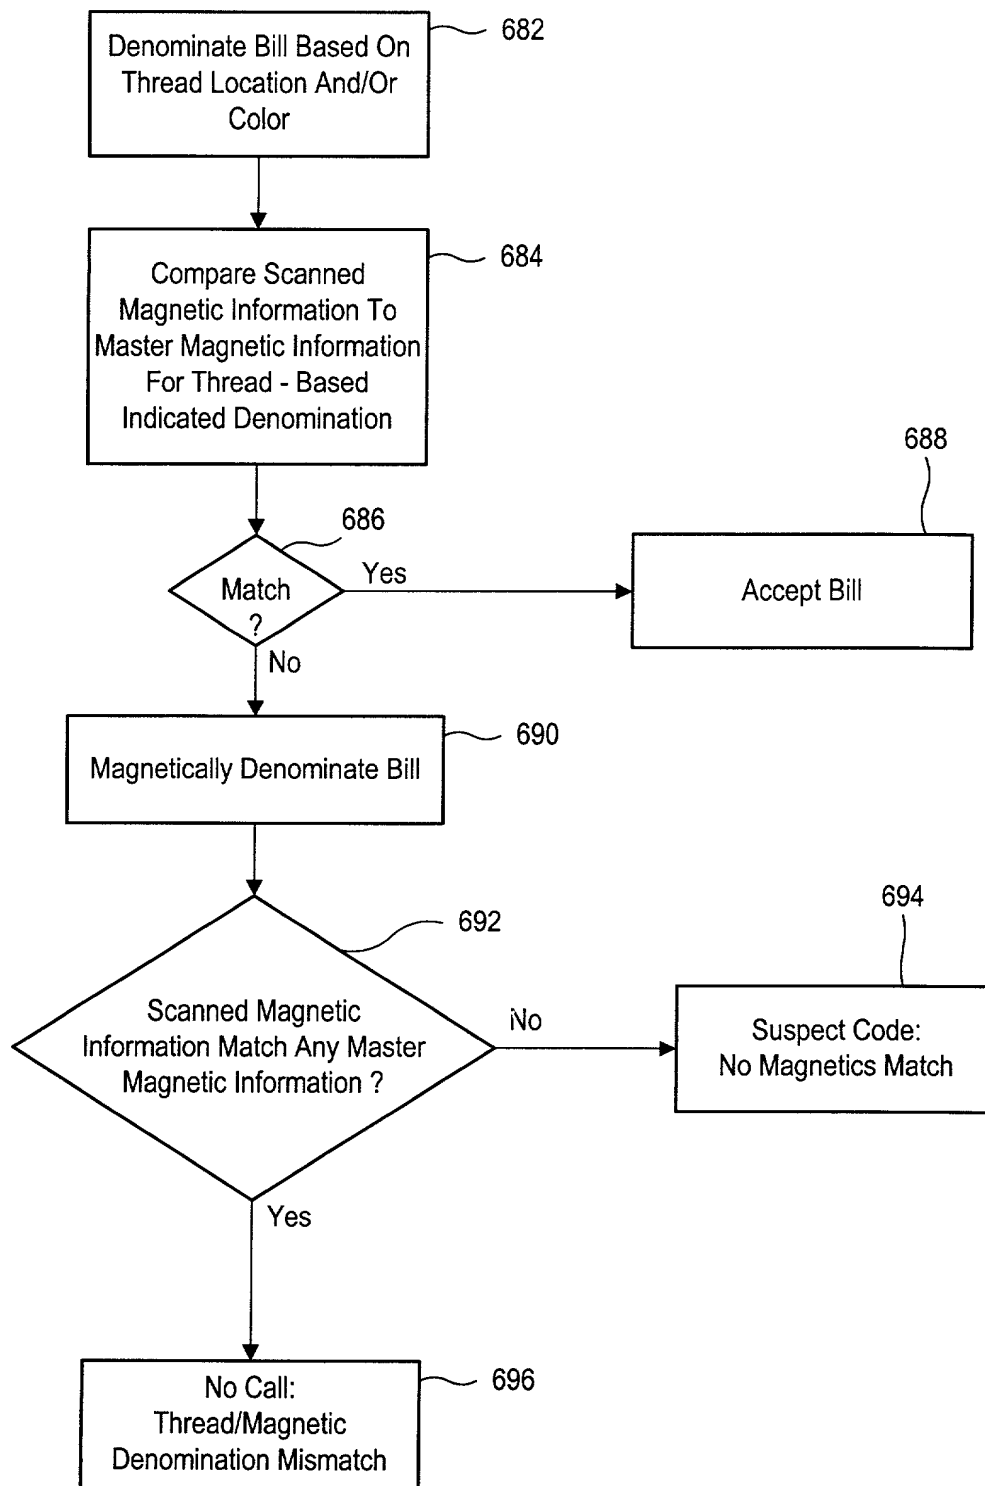 682
Denominate Bill Based On
Thread Location And/Or
Color
684
Compare Scanned
Magnetic Information To
Master Magnetic Information
For Thread - Based
Indicated Denomination
686
Match
?
Yes
688
Accept Bill
No
690
Magnetically Denominate Bill
692
Scanned Magnetic
Information Match Any Master
Magnetic Information ?
No
694
Suspect Code:
No Magnetics Match
Yes
696
No Call:
Thread/Magnetic
Denomination Mismatch